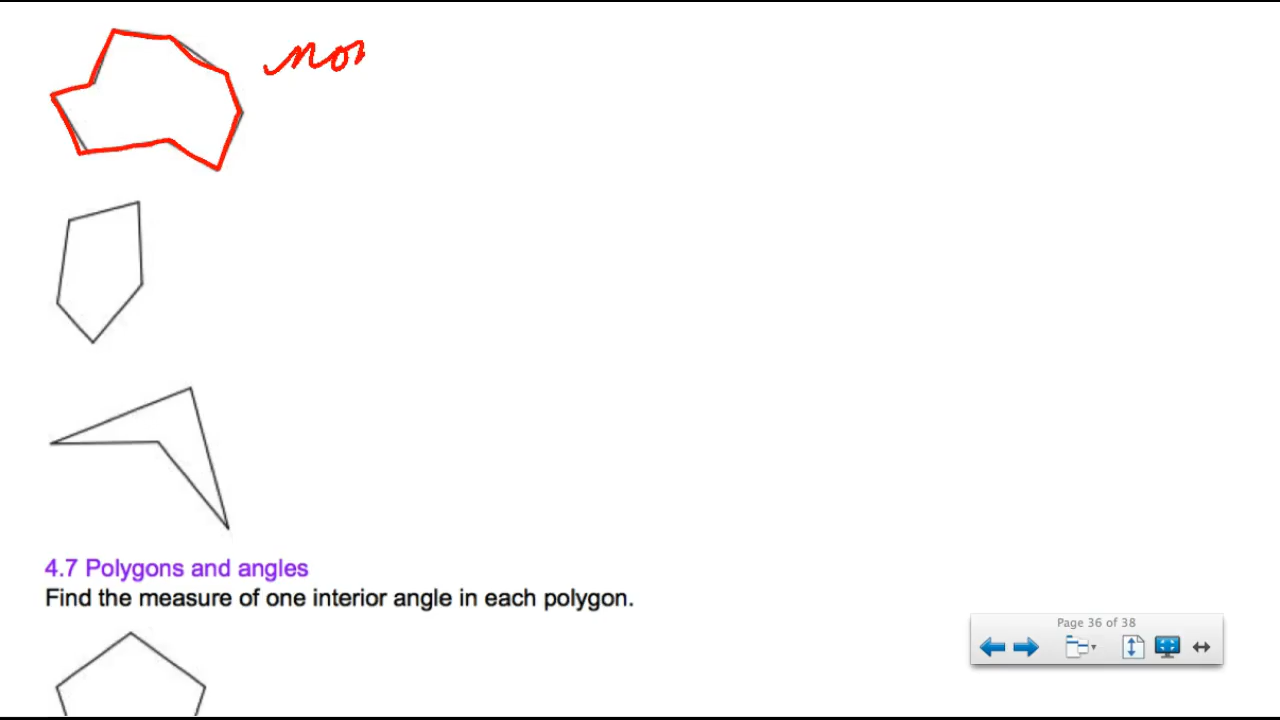 non
4.7 Polygons and angles
Find the measure of one interior angle in each polygon.
Page 36 of 38